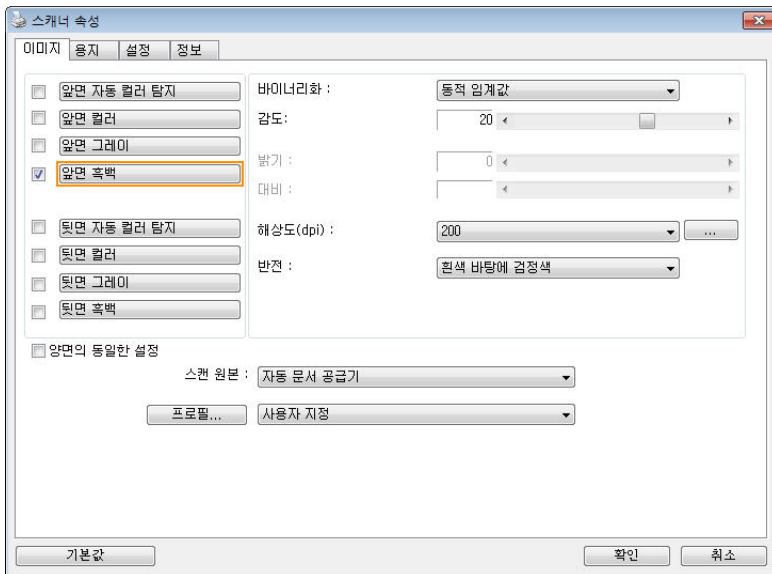 스캐너 속성
이미지 용지 설정 정보
앞면 자동 컬러 탐지
앞면 컬러
앞면 그레이
앞면 흑백
뒷면 자동 컬러 탐지
뒷면 컬러
뒷면 그레이
뒷면 흑백
바이너리화 : 동적 임계값
감도: 20
밝기 : 0
대비 :
해상도(dpi) : 200 ...
반전 : 흰색 바탕에 검정색
양면의 동일한 설정
스캔 원본 : 자동 문서 공급기
프로필... 사용자 지정
기본값 확인 취소